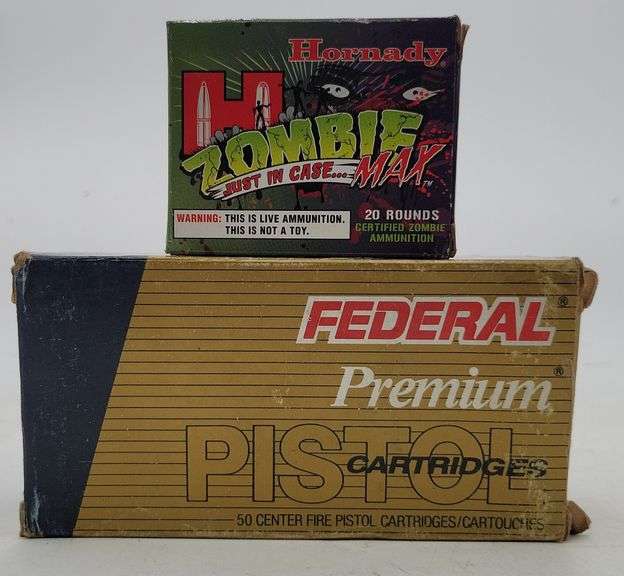 Hornady
H
ZOMBIE
JUST IN CASE... MAX™
WARNING: THIS IS LIVE AMMUNITION.
THIS IS NOT A TOY.
20 ROUNDS
CERTIFIED ZOMBIE
AMMUNITION
FEDERAL®
Premium®
PISTOL
CARTRIDGES
50 CENTER FIRE PISTOL CARTRIDGES/CARTOUCHES